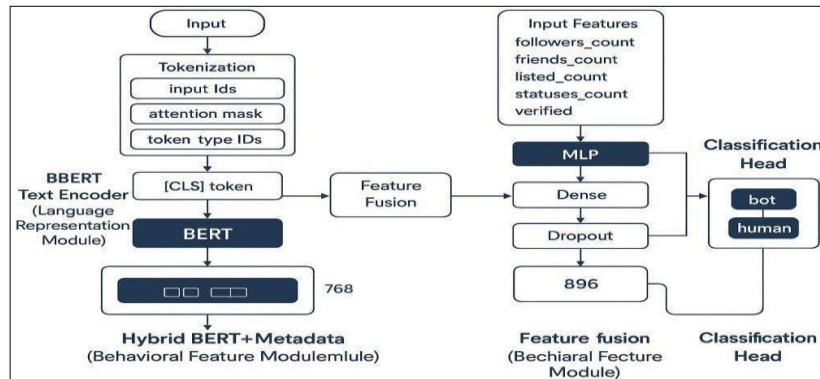 Input
Tokenization
input Ids
attention mask
token type IDs
BBERT
Text Encoder
(Language
Representation
Module)
[CLS] token
BERT
768
Hybrid BERT+Metadata
(Behavioral Feature Modulemlule)
Feature
Fusion
Input Features
followers_count
friends_count
listed_count
statuses_count
verified
MLP
Dense
Dropout
896
Feature fusion
(Bechiaral Fecture
Module)
Classification
Head
bot
human
Classification
Head